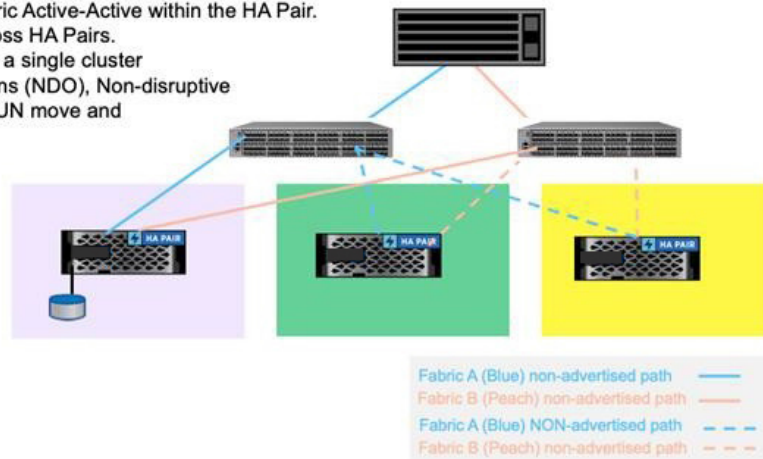 ric Active-Active within the HA Pair.
oss HA Pairs.
a single cluster
ns (NDO), Non-disruptive
UN move and
HA PAIR
HA PAIR
HA PAIR
Fabric A (Blue) non-advertised path
Fabric B (Peach) non-advertised path
Fabric A (Blue) NON-advertised path
Fabric B (Peach) non-advertised path